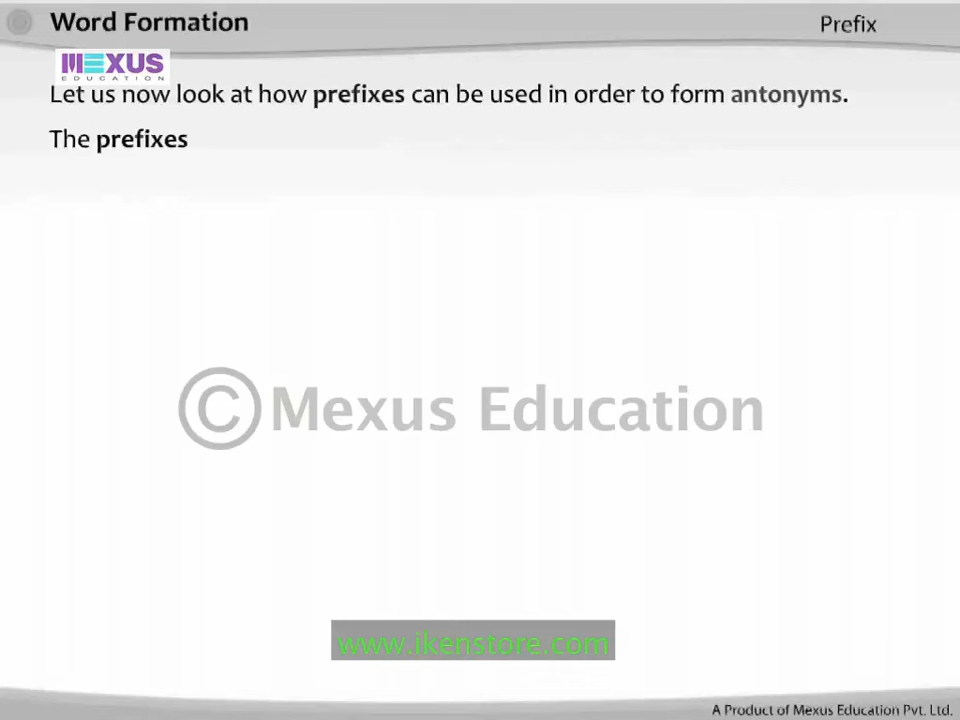 Word Formation
Prefix
MEXUS
EDUCATION
Let us now look at how prefixes can be used in order to form antonyms.
The prefixes
©Mexus Education
www.ikenstore.com
A Product of Mexus Education Pvt. Ltd.